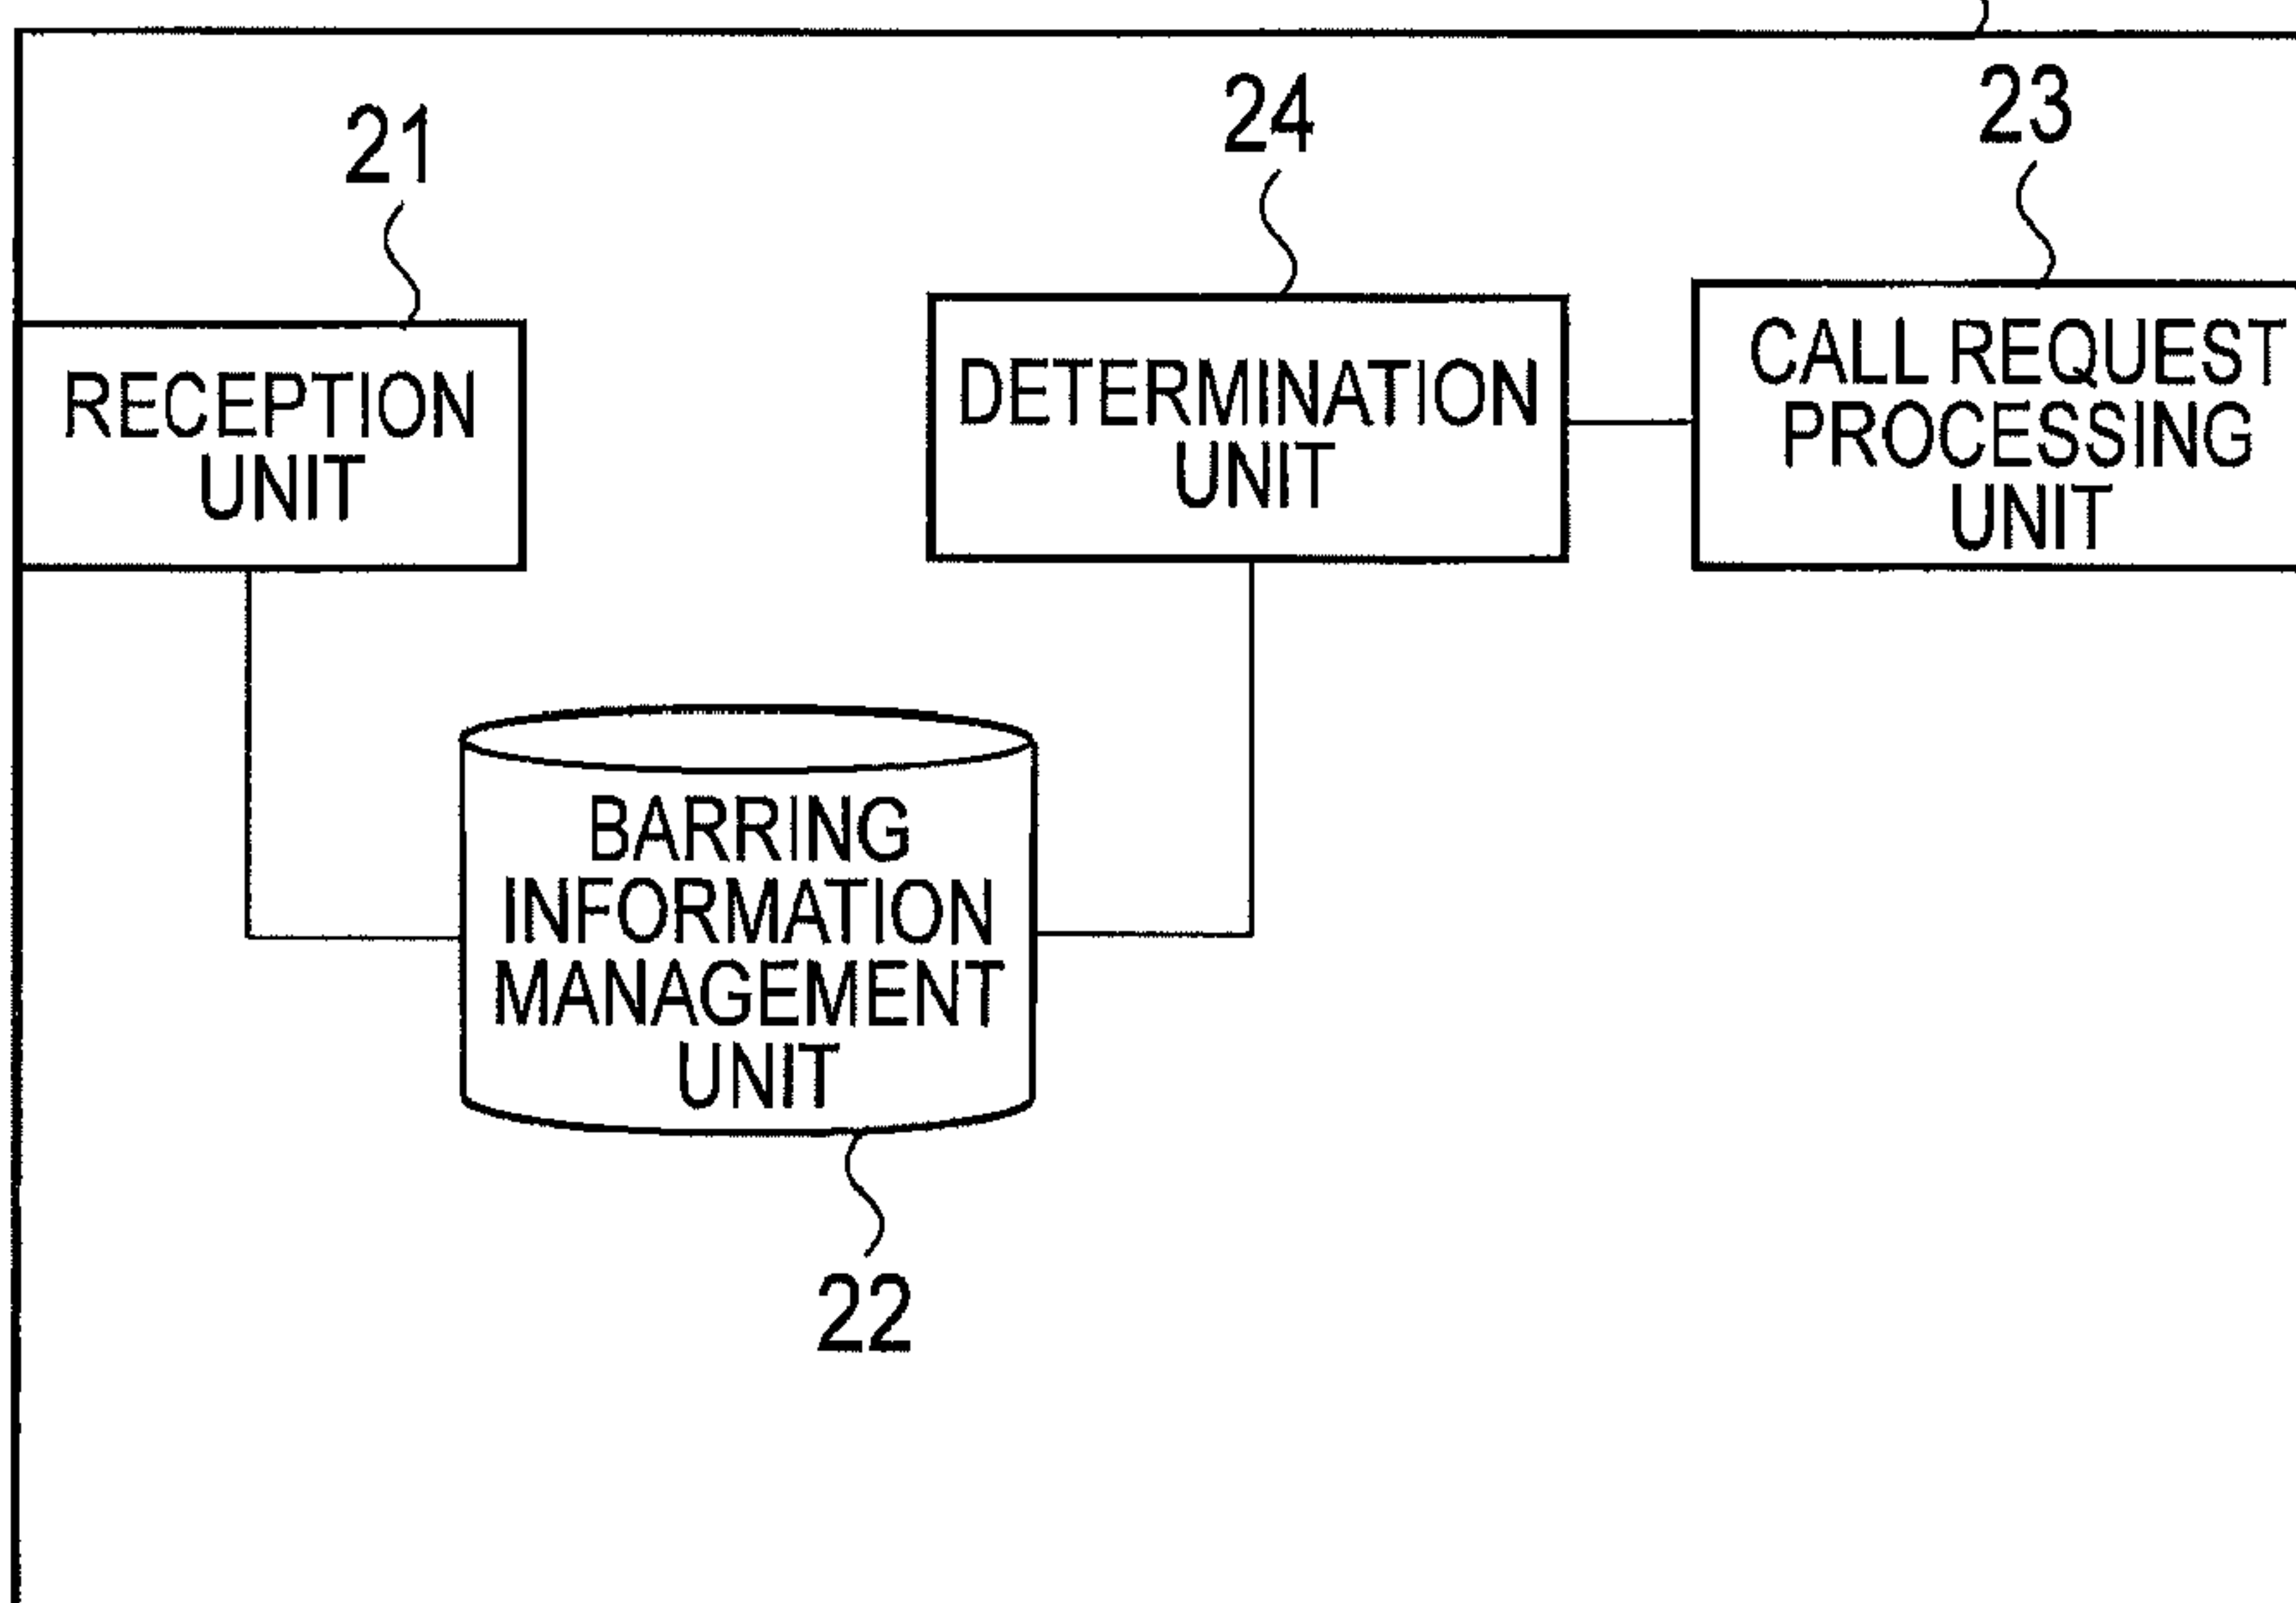 21
24
23
RECEPTION
UNIT
DETERMINATION
UNIT
CALL REQUEST
PROCESSING
UNIT
BARRING
INFORMATION
MANAGEMENT
UNIT
22